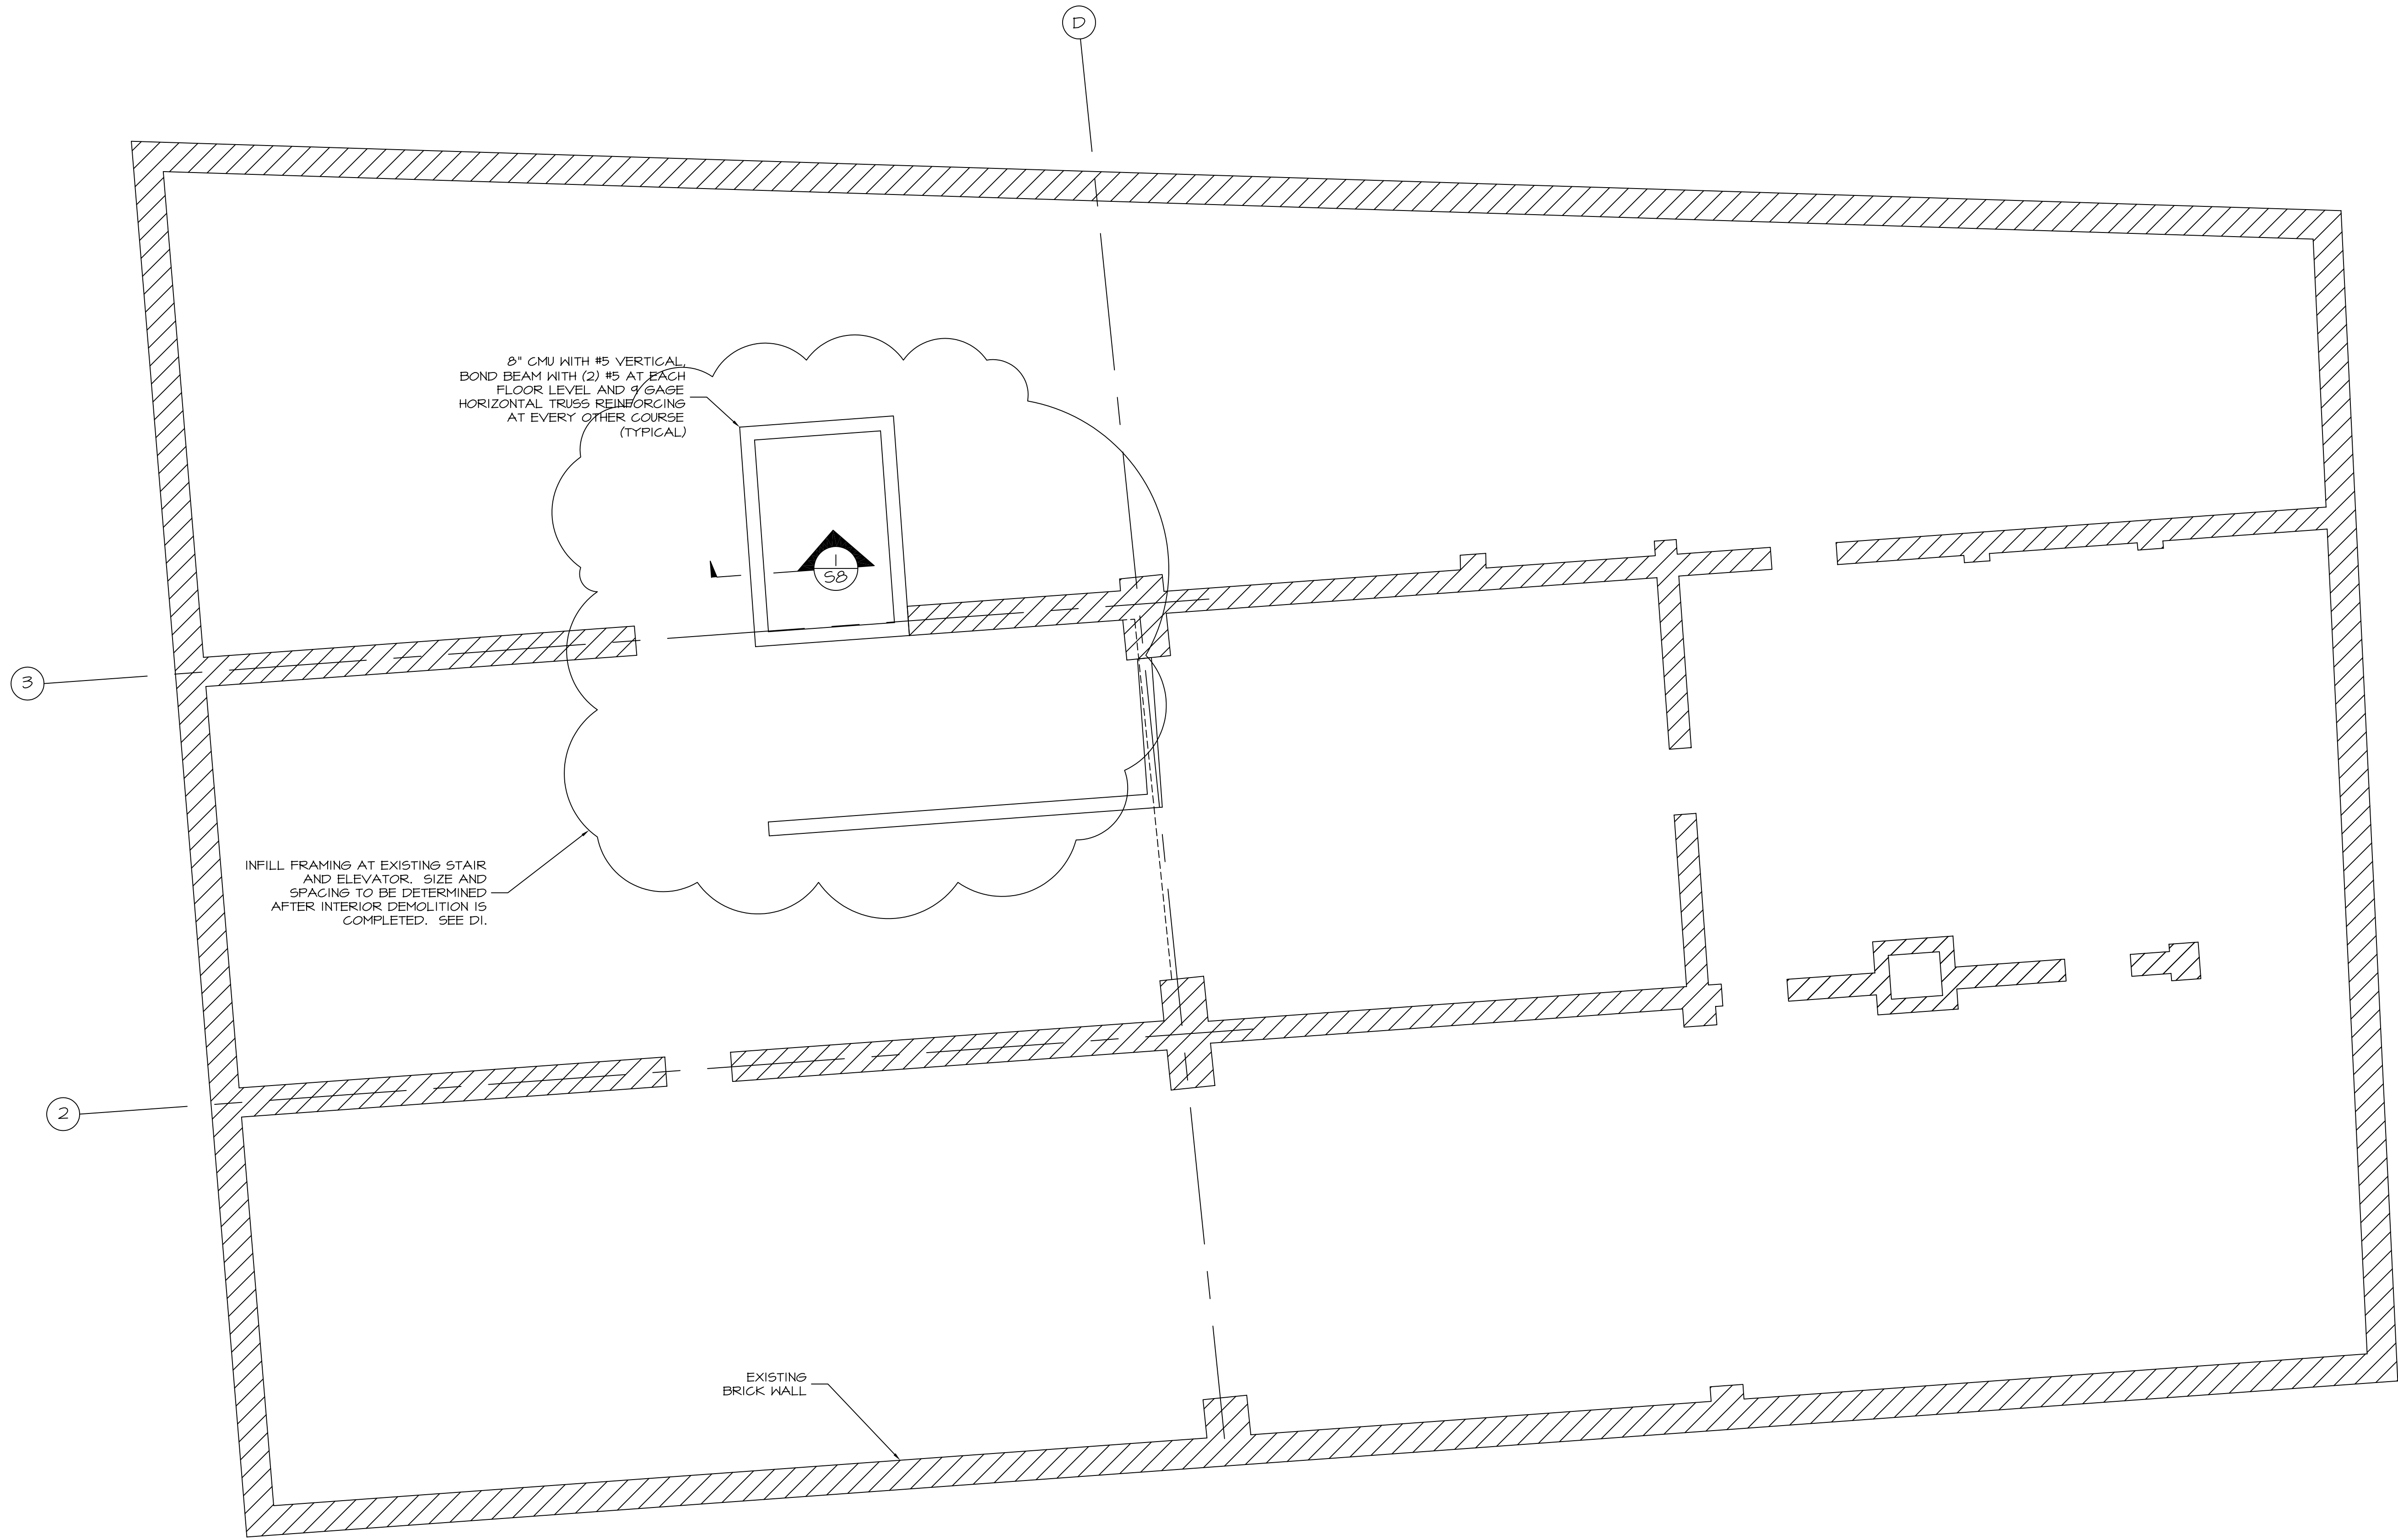 D
8" CMU WITH #5 VERTICAL,
BOND BEAM WITH (2) #5 AT EACH
FLOOR LEVEL AND 9 GAGE
HORIZONTAL TRUSS REINFORCING
AT EVERY OTHER COURSE
(TYPICAL)
1
S8
3
INFILL FRAMING AT EXISTING STAIR
AND ELEVATOR. SIZE AND
SPACING TO BE DETERMINED
AFTER INTERIOR DEMOLITION IS
COMPLETED. SEE D1.
2
EXISTING
BRICK WALL